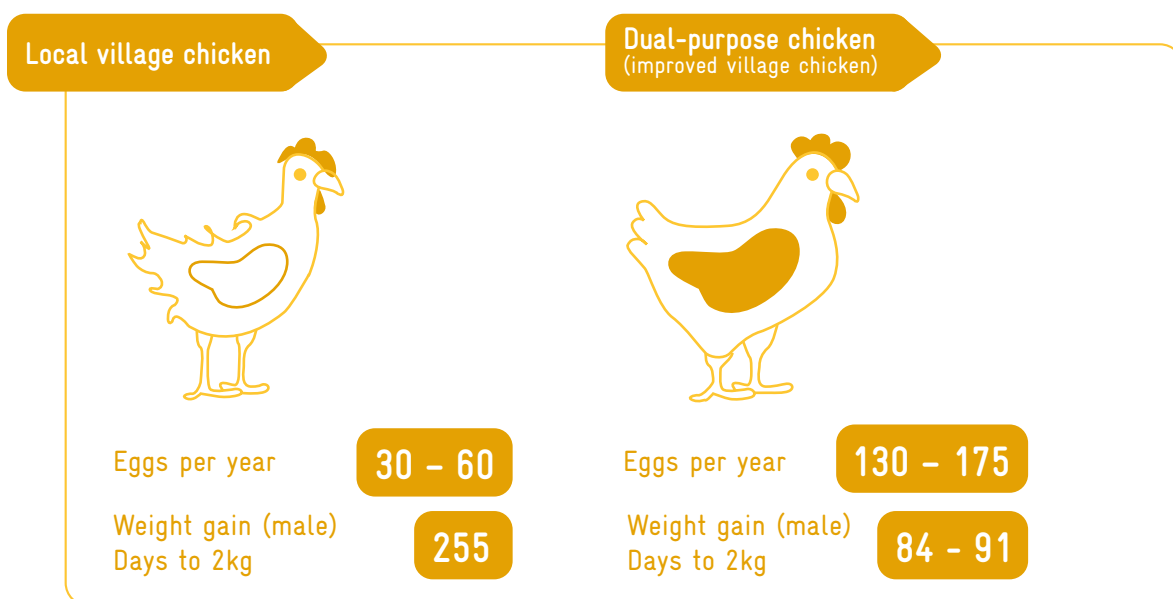 Local village chicken
Eggs per year
30 – 60
Weight gain (male)
Days to 2kg
255
Dual-purpose chicken
(improved village chicken)
Eggs per year
130 – 175
Weight gain (male)
Days to 2kg
84 - 91